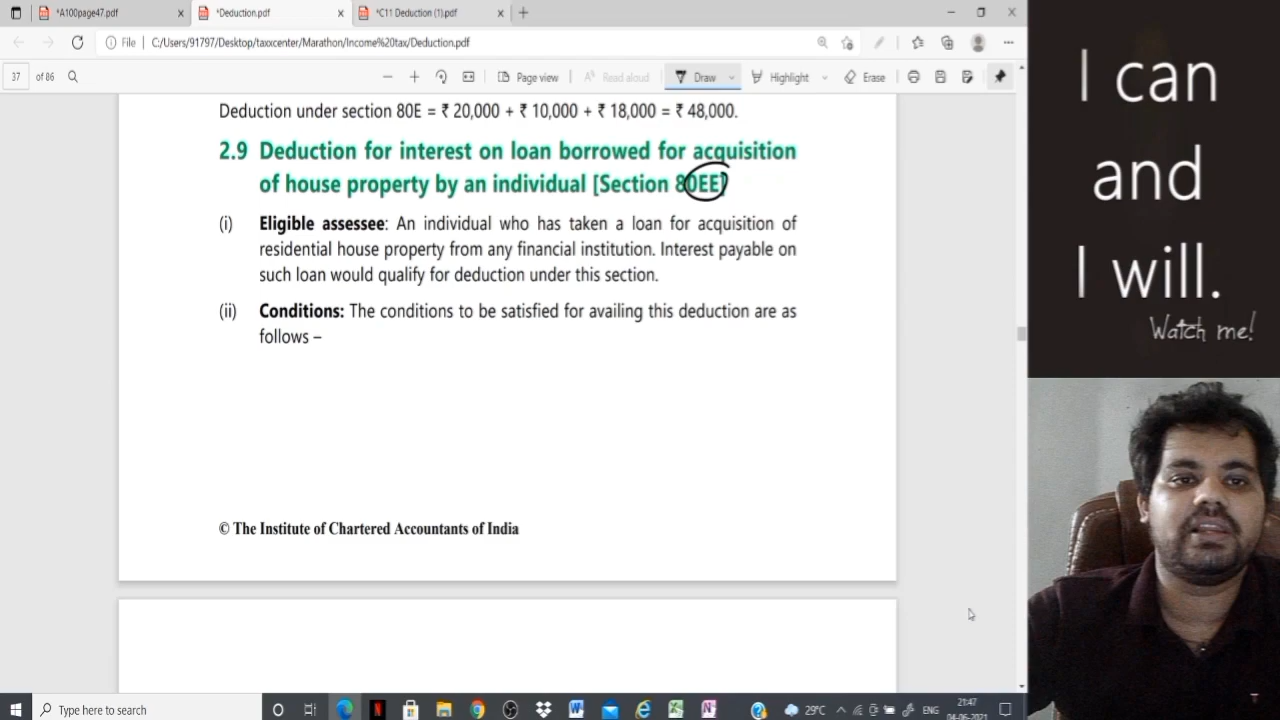 *A100page47.pdf
*Deduction.pdf
*C11 Deduction (1).pdf
File
C:/Users/91797/Desktop/taxxcenter/Marathon/Income%20tax/Deduction.pdf
37 of 86
Page view
Read aloud
Draw
Highlight
Erase
Deduction under section 80E = ₹ 20,000 + ₹ 10,000 + ₹ 18,000 = ₹ 48,000.
2.9 Deduction for interest on loan borrowed for acquisition
of house property by an individual [Section 80EE]
(i) Eligible assessee: An individual who has taken a loan for acquisition of
residential house property from any financial institution. Interest payable on
such loan would qualify for deduction under this section.
(ii) Conditions: The conditions to be satisfied for availing this deduction are as
follows –
© The Institute of Chartered Accountants of India
I can
and
I will.
Watch me!
Type here to search
29°C
ENG
21:47
04-06-2021